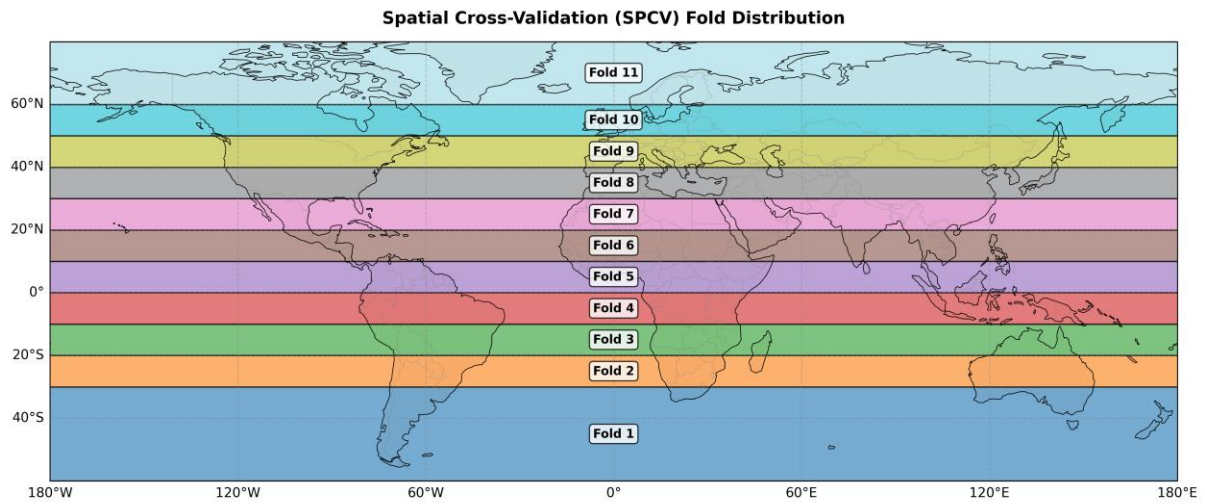 Spatial Cross-Validation (SPCV) Fold Distribution
Fold 11
60°N
Fold 10
Fold 9
40°N
Fold 8
Fold 7
20°N
Fold 6
Fold 5
0°
Fold 4
Fold 3
20°S
Fold 2
40°S
Fold 1
180°W 120°W 60°W 0° 60°E 120°E 180°E